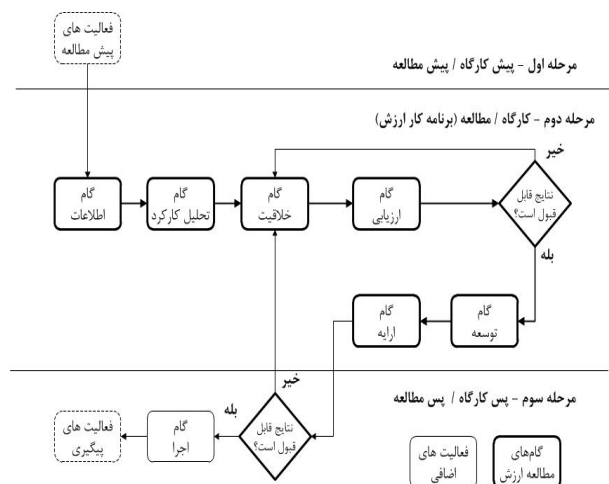 فعالیت های
پیش مطالعه
مرحله اول - پیش کارگاه / پیش مطالعه
مرحله دوم - کارگاه / مطالعه (برنامه کار ارزش)
خیر
گام
اطلاعات
گام
تحلیل کارکرد
گام
خلاقیت
گام
ارزیابی
نتایج قابل
قبول است؟
بله
گام
توسعه
گام
ارایه
مرحله سوم - پس کارگاه / پس مطالعه
خیر
بله
نتایج قابل
قبول است؟
گام
اجرا
فعالیت های
پیگیری
گام‌های
مطالعه ارزش
فعالیت های
اضافی